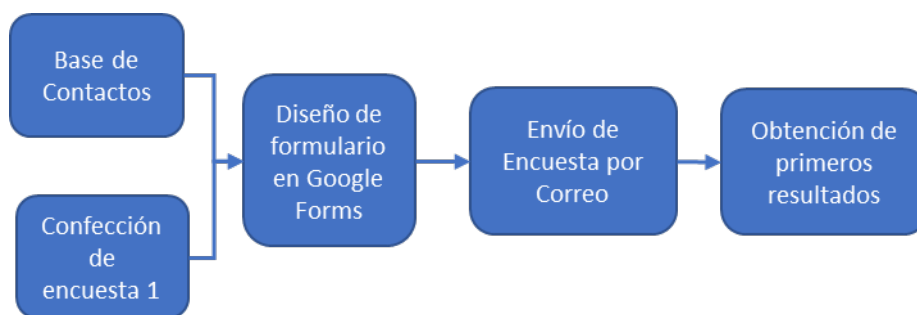 Base de
Contactos
Confección
de
encuesta 1
Diseño de
formulario
en Google
Forms
Envío de
Encuesta por
Correo
Obtención de
primeros
resultados